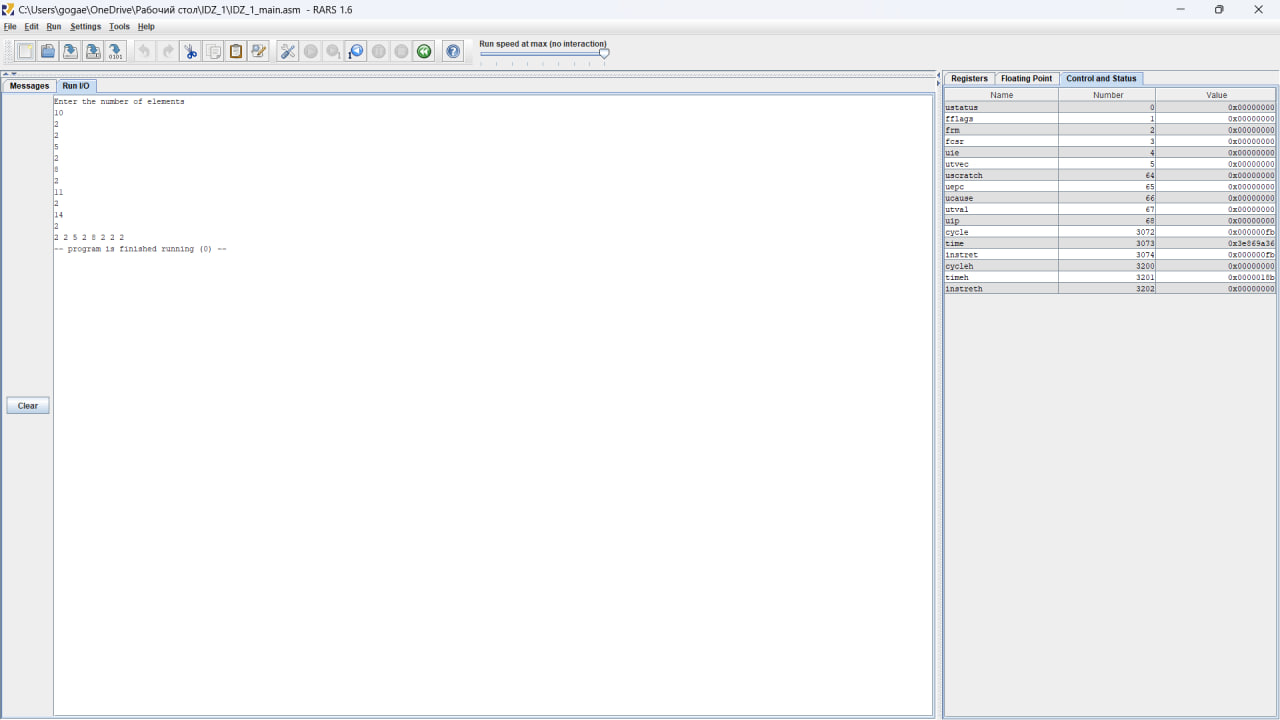 C:\Users\gogae\OneDrive\Рабочий стол\IDZ_1\IDZ_1_main.asm - RARS 1.6
File Edit Run Settings Tools Help
Run speed at max (no interaction)
Messages Run I/O
Enter the number of elements
10
2
2
5
2
8
2
11
2
14
2
2 2 5 2 8 2 2 2
-- program is finished running (0) --
Clear
Registers Floating Point Control and Status
Name Number Value
ustatus 0 0x00000000
fflags 1 0x00000000
frm 2 0x00000000
fcsr 3 0x00000000
uie 4 0x00000000
utvec 5 0x00000000
uscratch 64 0x00000000
uepc 65 0x00000000
ucause 66 0x00000000
utval 67 0x00000000
uip 68 0x00000000
cycle 3072 0x000000fb
time 3073 0x3e869a36
instret 3074 0x000000fb
cycleh 3200 0x00000000
timeh 3201 0x0000018b
instreth 3202 0x00000000